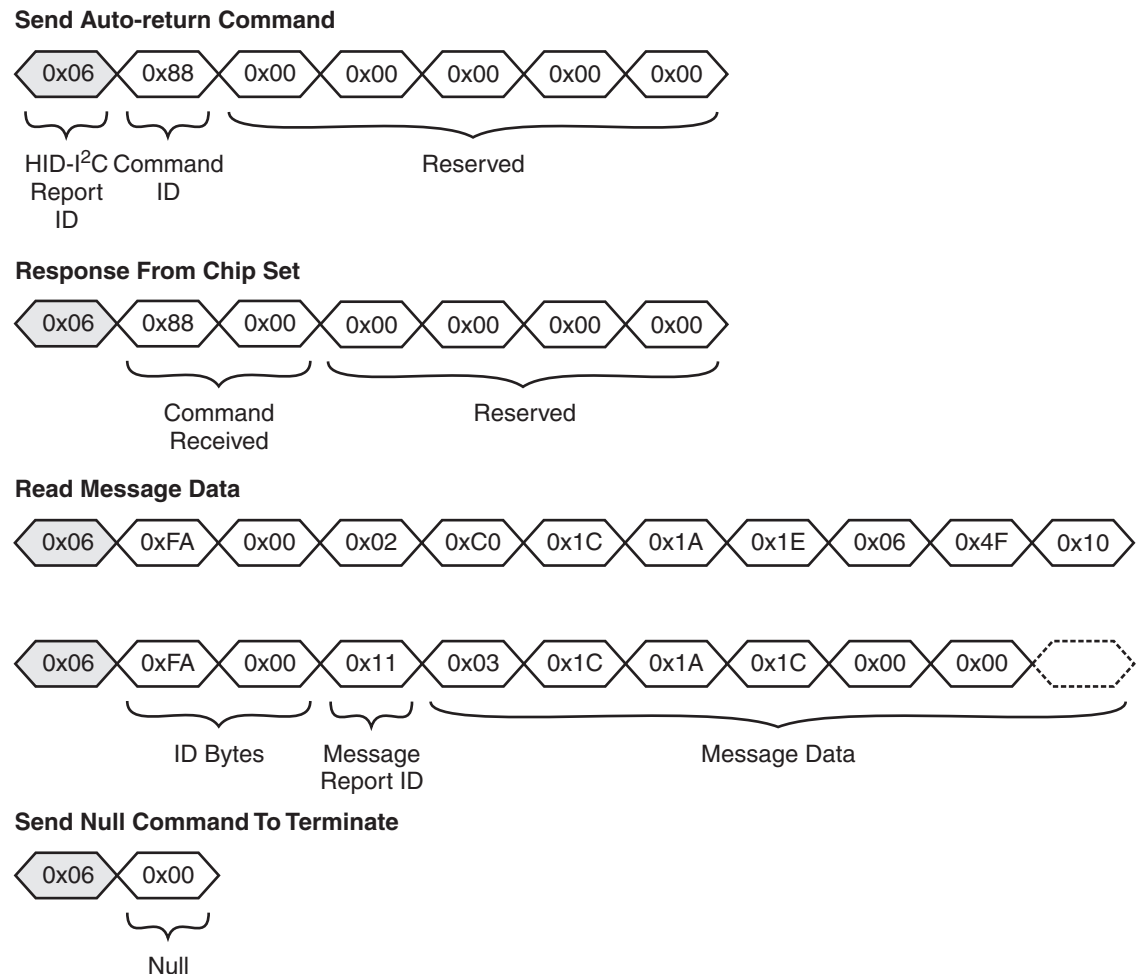 Send Auto-return Command
0x06 0x88 0x00 0x00 0x00 0x00 0x00
HID-I²C Command Reserved
Report ID
ID
Response From Chip Set
0x06 0x88 0x00 0x00 0x00 0x00 0x00
Command Reserved
Received
Read Message Data
0x06 0xFA 0x00 0x02 0xC0 0x1C 0x1A 0x1E 0x06 0x4F 0x10
0x06 0xFA 0x00 0x11 0x03 0x1C 0x1A 0x1C 0x00 0x00
ID Bytes Message Message Data
Report ID
Send Null Command To Terminate
0x06 0x00
Null